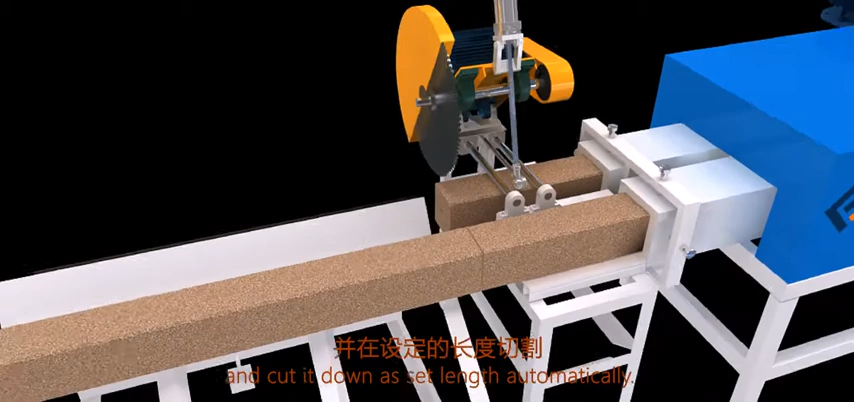 并在设定的长度切割
and cut it down as set length automatically.